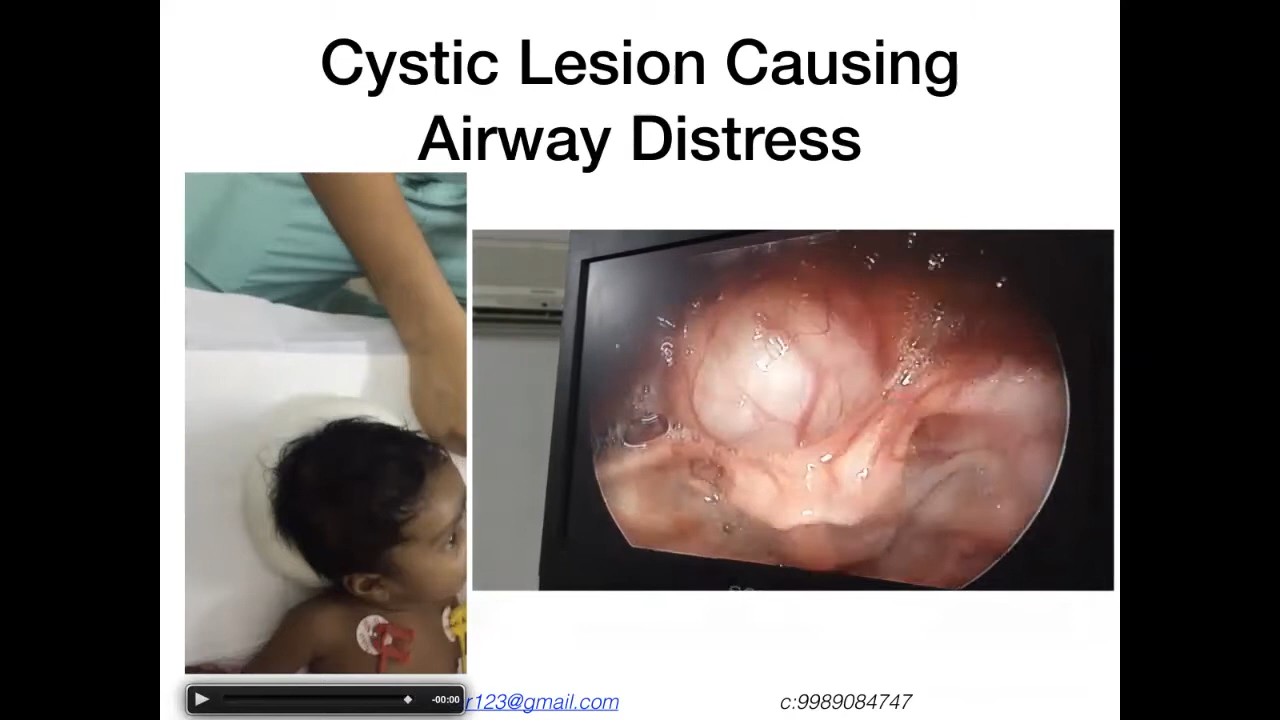 Cystic Lesion Causing
Airway Distress
-00:00
r123@gmail.com
c:9989084747